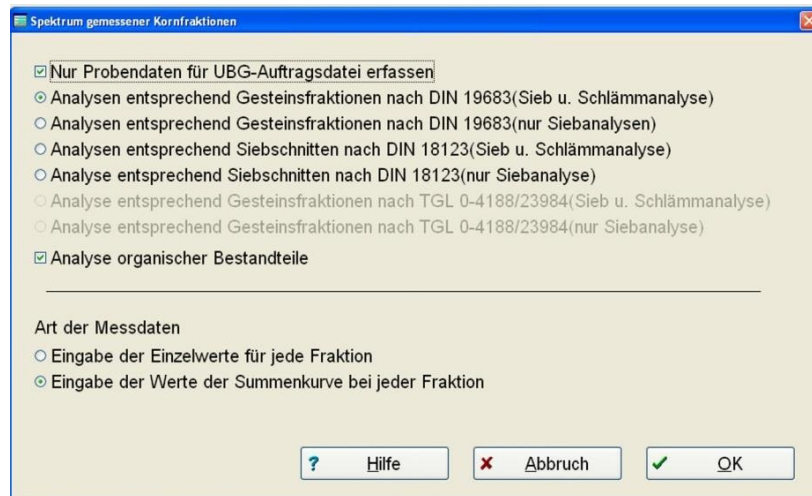 Spektrum gemessener Kornfraktionen
Nur Probendaten für UBG-Auftragsdatei erfassen
Analysen entsprechend Gesteinsfraktionen nach DIN 19683(Sieb u. Schlämmanalyse)
Analysen entsprechend Gesteinsfraktionen nach DIN 19683(nur Siebanalysen)
Analysen entsprechend Siebschnitten nach DIN 18123(Sieb u. Schlämmanalyse)
Analyse entsprechend Siebschnitten nach DIN 18123(nur Siebanalyse)
Analyse entsprechend Gesteinsfraktionen nach TGL 0-4188/23984(Sieb u. Schlämmanalyse)
Analyse entsprechend Gesteinsfraktionen nach TGL 0-4188/23984(nur Siebanalyse)
Analyse organischer Bestandteile
Art der Messdaten
Eingabe der Einzelwerte für jede Fraktion
Eingabe der Werte der Summenkurve bei jeder Fraktion
? Hilfe
Abbruch
OK